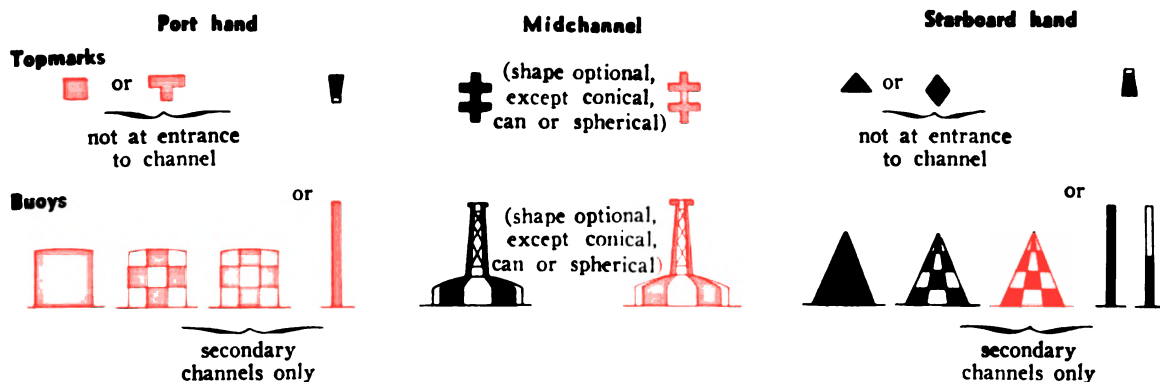 Port hand
Midchannel
Starboard hand
Topmarks
or
not at entrance
to channel
(shape optional,
except conical,
can or spherical)
or
not at entrance
to channel
Buoys
or
secondary
channels only
(shape optional,
except conical,
can or spherical)
or
secondary
channels only